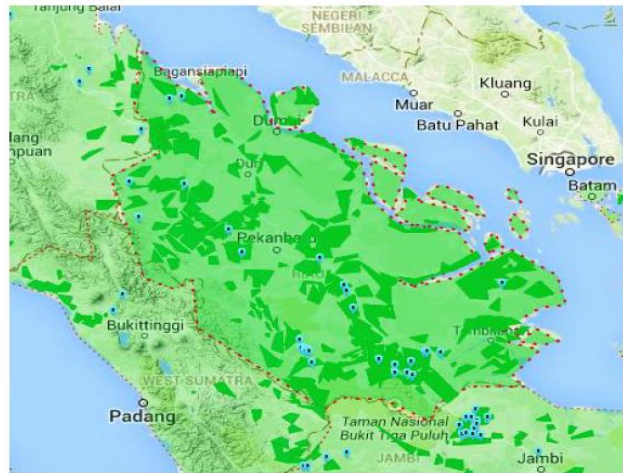 Tanjung Balai
NEGERI
SEMBILAN
Bagansiapiapi
MALACCA
Kluang
Muar
Kulai
Batu Pahat
Singapore
Batam
Duri
Pekanbaru
RIAU
Bukittinggi
WEST SUMATRA
Padang
Taman Nasional
Bukit Tiga Puluh
JAMBI
Jambi